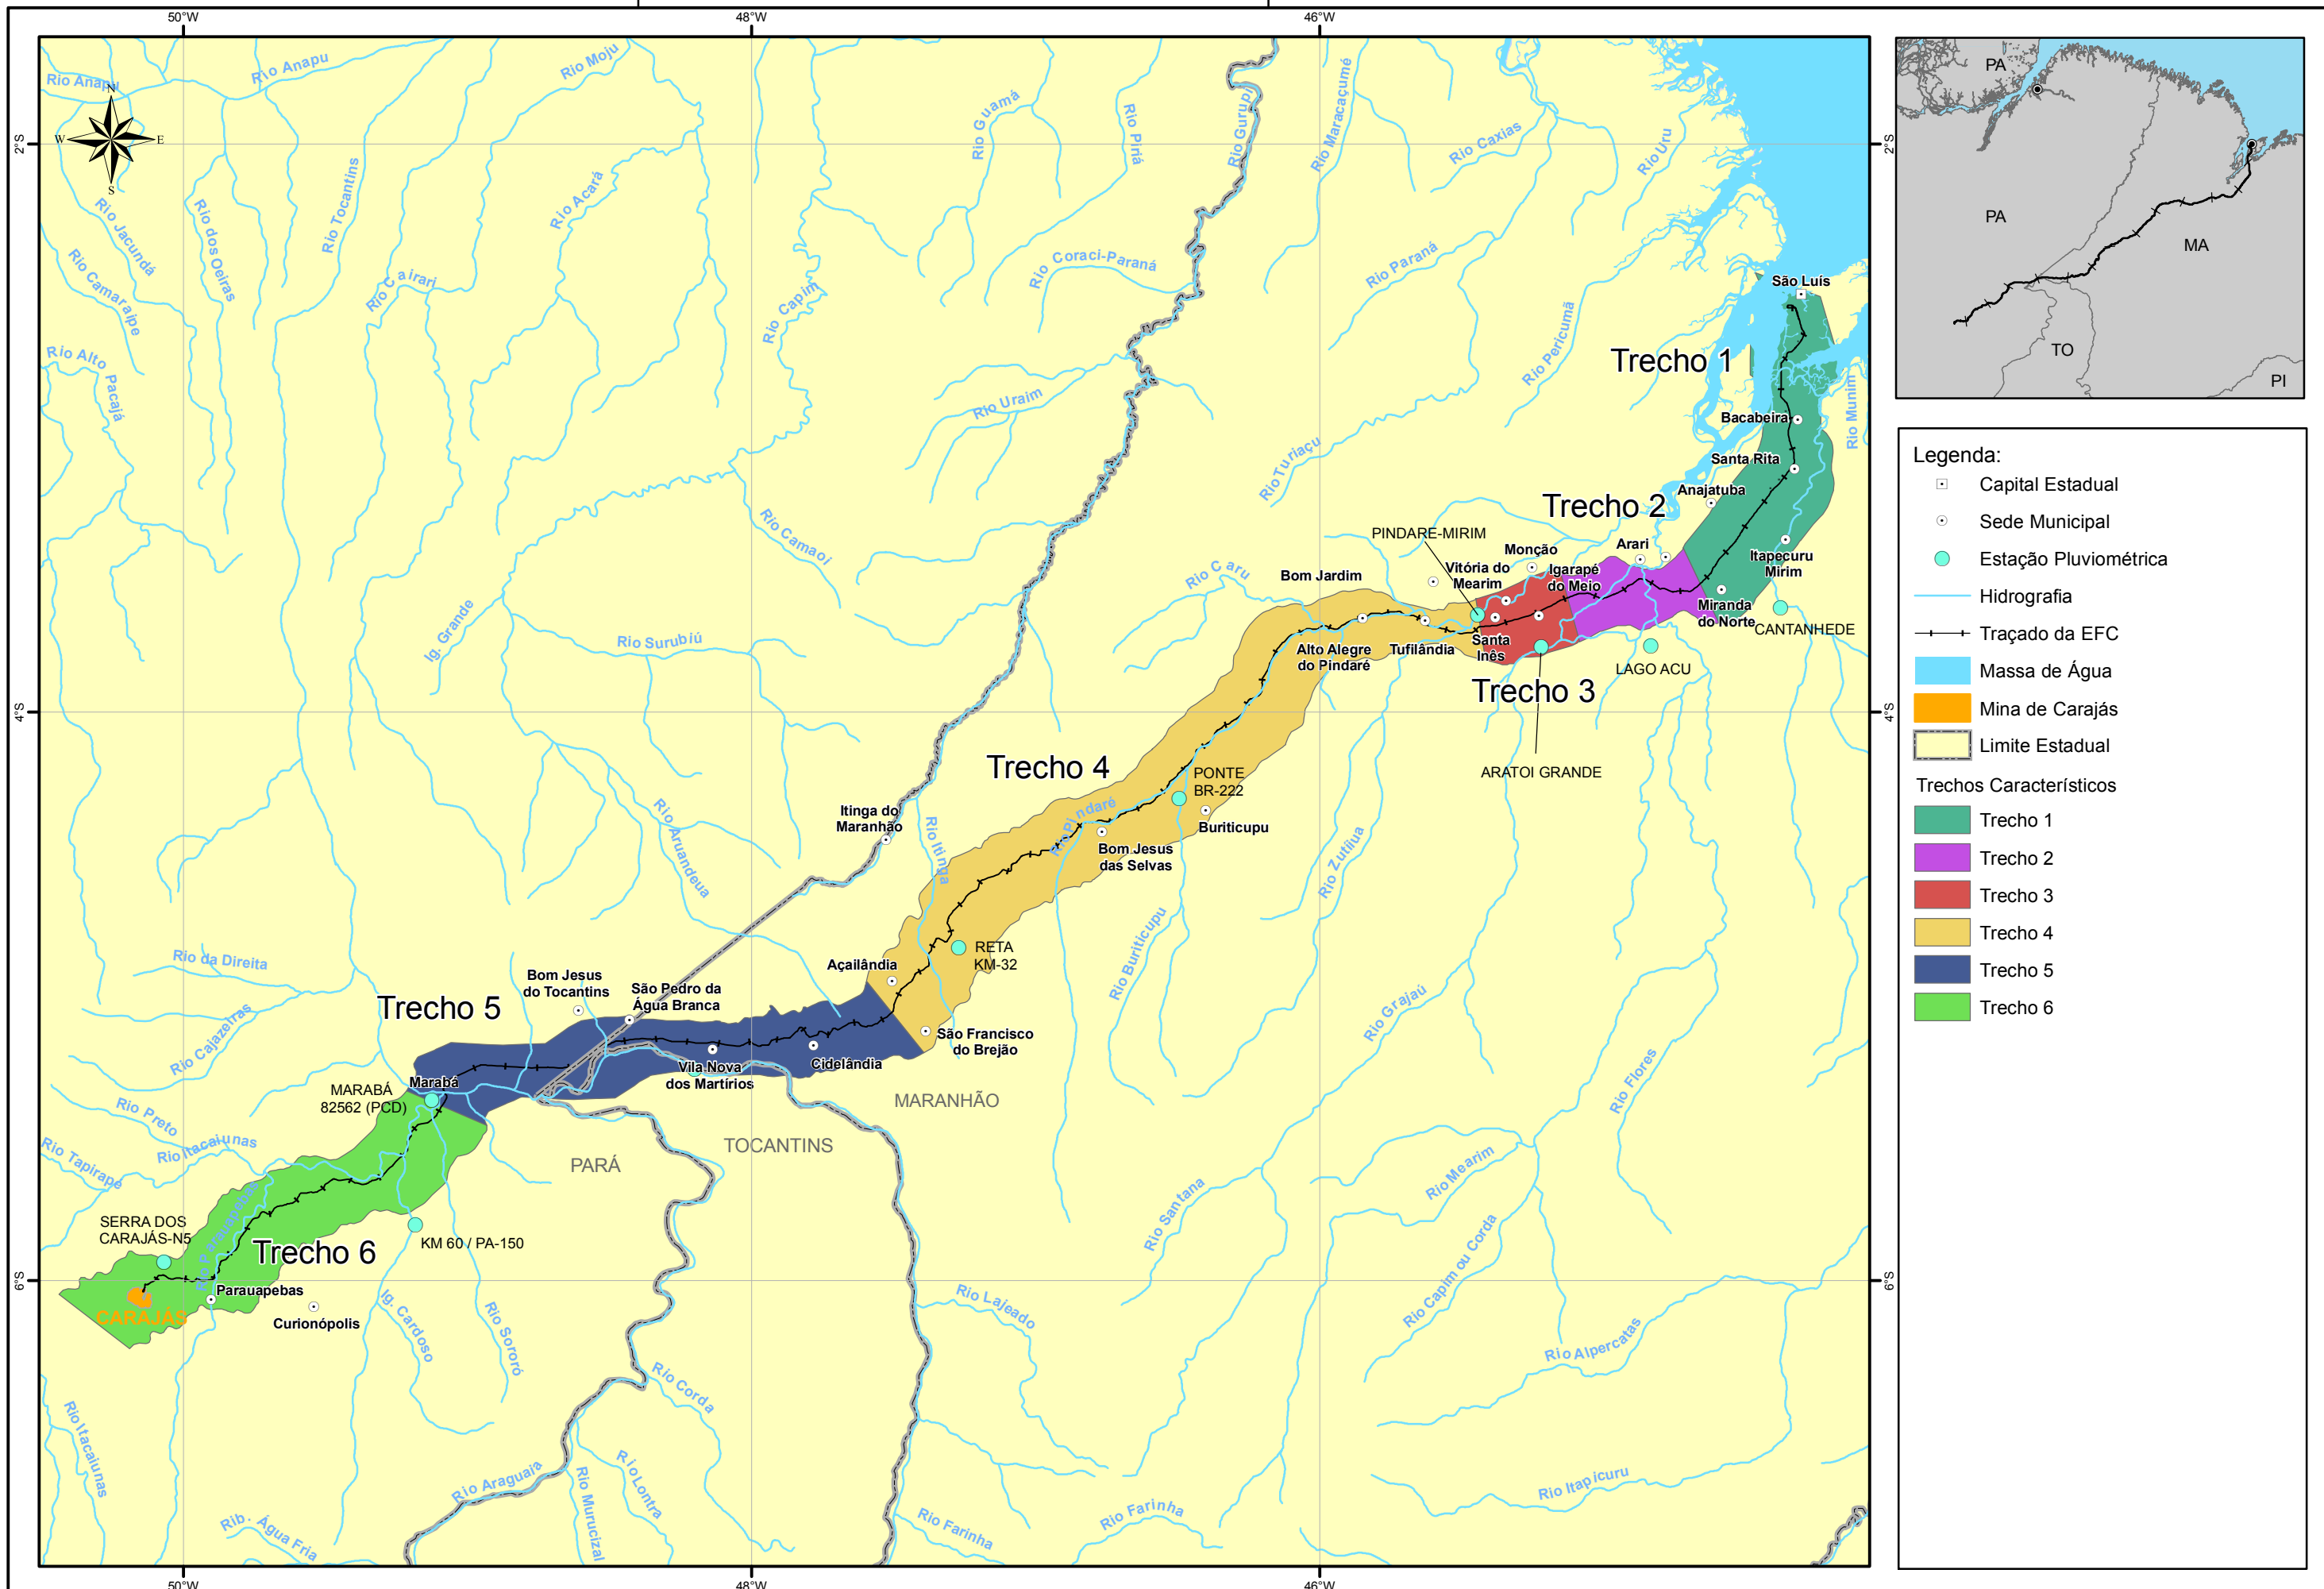 50°W
48°W
46°W
2°S
4°S
6°S
2°S
4°S
6°S
50°W
48°W
46°W
N
W
E
S
Rio Anapu
Rio Anapu
Rio Moju
Rio Guamá
Rio Piriá
Rio Gurupi
Rio Maracaçumé
Rio Caxias
Rio Uru
Rio Jacundá
Rio dos Oeiras
Rio Tocantins
Rio Acará
Rio Camaraipe
Rio Cairari
Rio Capim
Rio Coraci-Paraná
Rio Paraná
Rio Pericumã
Rio Alto Pacajá
Rio Uraim
Rio Turiaçu
Rio Munim
Rio Camaoi
Rio Caru
Ig. Grande
Rio Surubiú
Rio Aruandeua
Rio Itinga
Rio Pindaré
Rio Zutiua
Rio Buriticupu
Rio Grajaú
Rio Flores
Rio da Direita
Rio Cajazeiras
Rio Preto
Rio Itacaiunas
Rio Tapirapé
Rio Parauapebas
Rio Santana
Rio Mearim
Rio Capim ou Corda
Rio Alpercatas
Rio Lajeado
Ig. Cardoso
Rio Sororó
Rio Corda
Rio Itacaiunas
Rio Araguaia
Rio Lontra
Rio Murucizal
Rib. Água Fria
Rio Farinha
Rio Farinha
Rio Itapicuru
São Luís
Trecho 1
Bacabeira
Santa Rita
Anajatuba
Trecho 2
Itapecuru
Mirim
Miranda
do Norte
CANTANHEDE
Arari
PINDARE-MIRIM
Monção
Vitória do
Mearim
Igarapé
do Meio
Bom Jardim
Alto Alegre
do Pindaré
Tufilândia
Santa
Inês
LAGO ACU
Trecho 3
ARATOI GRANDE
Trecho 4
PONTE
BR-222
Buriticupu
Bom Jesus
das Selvas
Itinga do
Maranhão
RETA
KM-32
Açailândia
São Francisco
do Brejão
Trecho 5
Bom Jesus
do Tocantins
São Pedro da
Água Branca
Vila Nova
dos Martírios
Cidelândia
MARANHÃO
TOCANTINS
PARÁ
Marabá
MARABÁ
82562 (PCD)
SERRA DOS
CARAJÁS-N5
KM 60 / PA-150
Trecho 6
Parauapebas
Curionópolis
CARAJÁS
PA
PA
MA
TO
PI
Legenda:
Capital Estadual
Sede Municipal
Estação Pluviométrica
Hidrografia
Traçado da EFC
Massa de Água
Mina de Carajás
Limite Estadual
Trechos Característicos
Trecho 1
Trecho 2
Trecho 3
Trecho 4
Trecho 5
Trecho 6